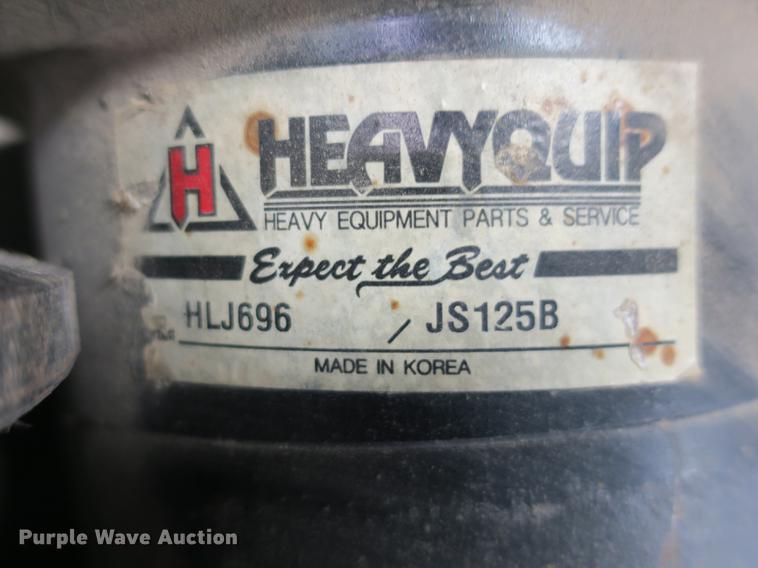 H
HEAVYQUIP
HEAVY EQUIPMENT PARTS & SERVICE
Expect the Best
HLJ696 / JS125B
MADE IN KOREA
Purple Wave Auction